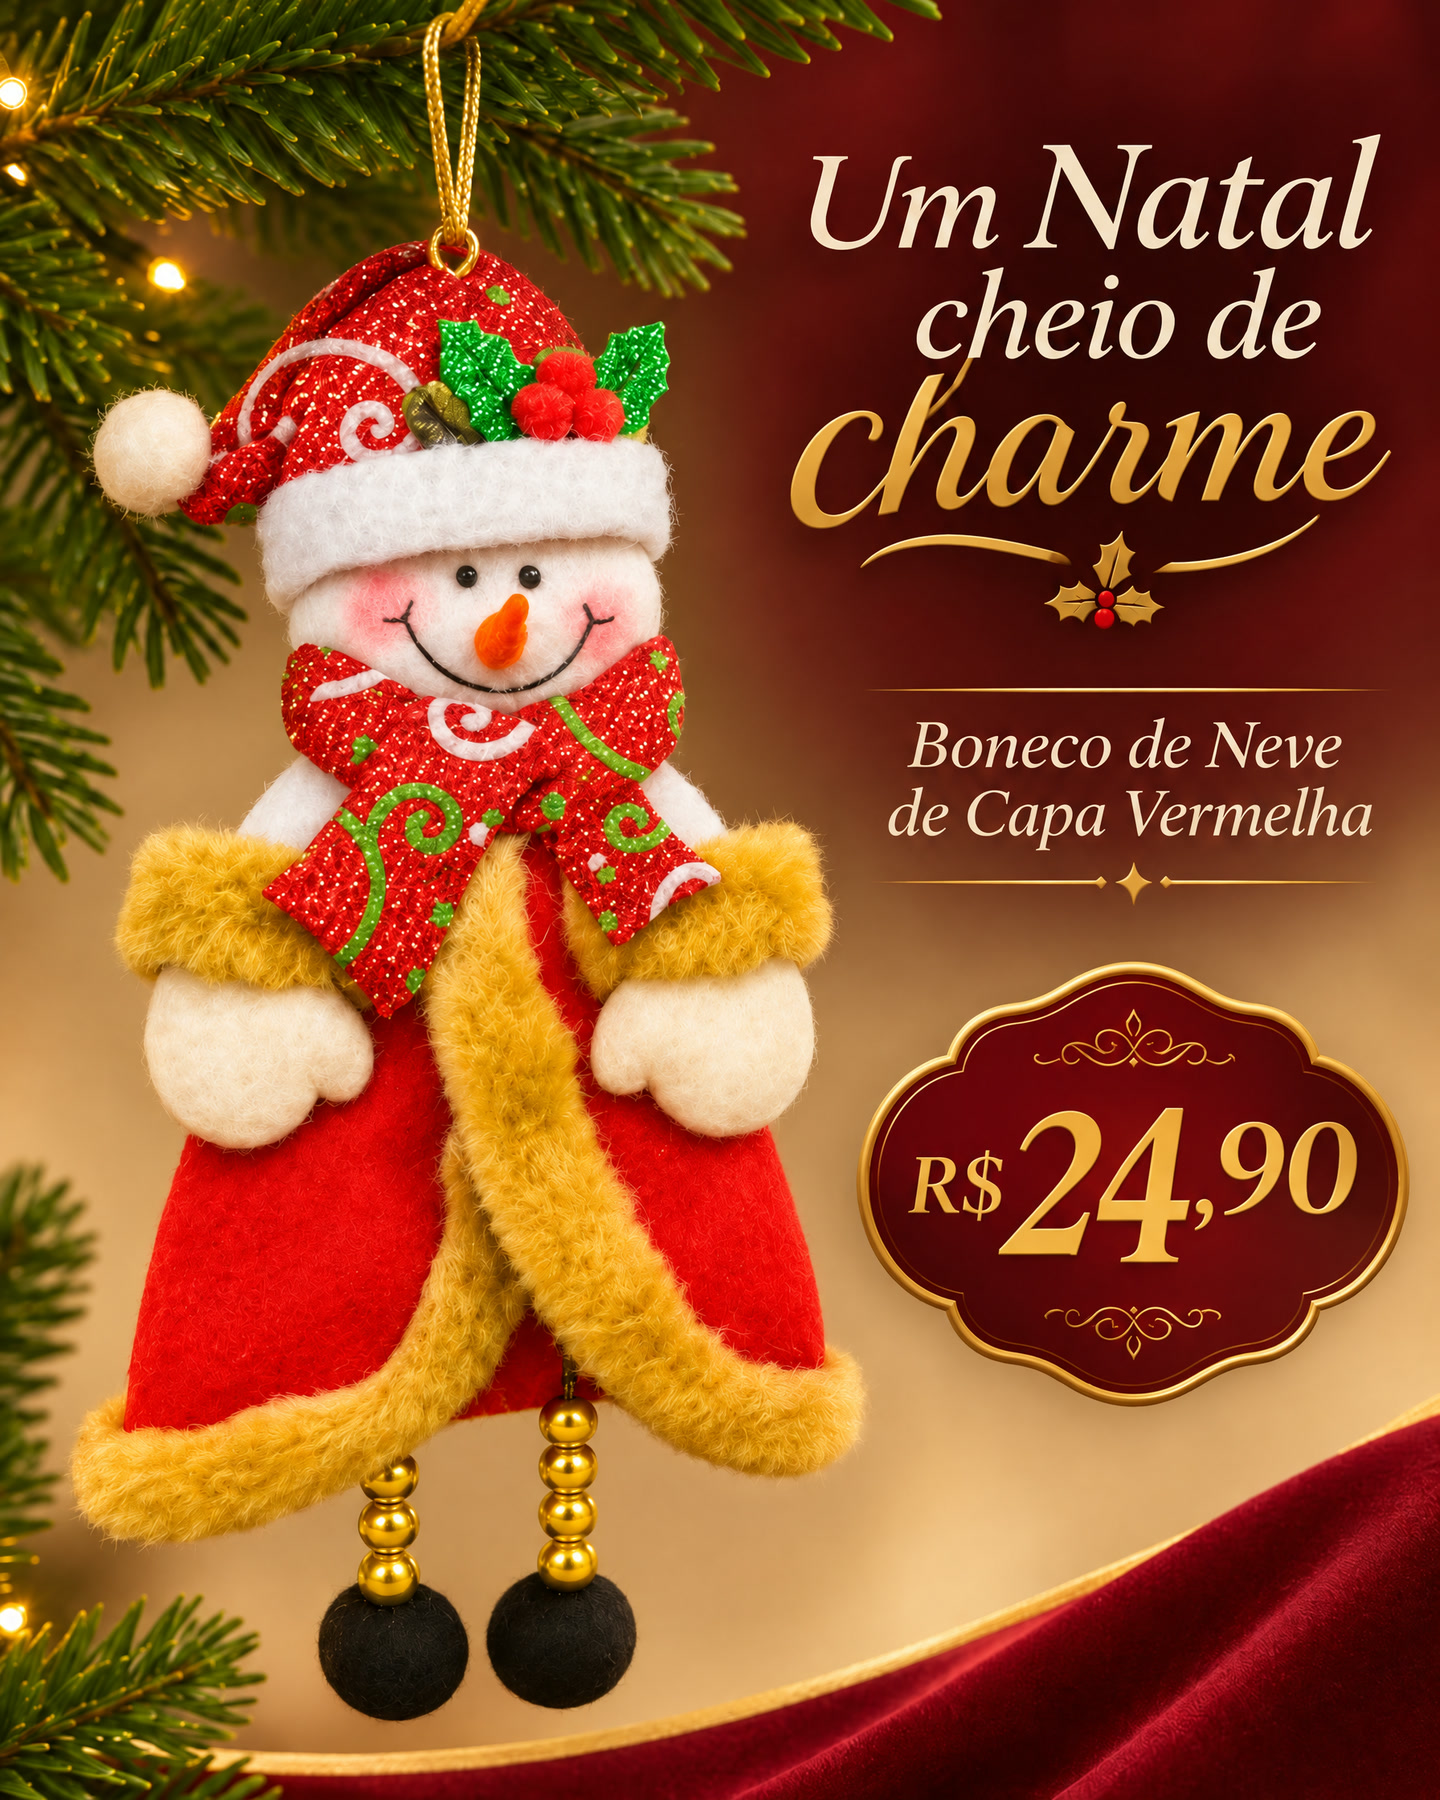 Um Natal
cheio de
charme
Boneco de Neve
de Capa Vermelha
R$ 24,90